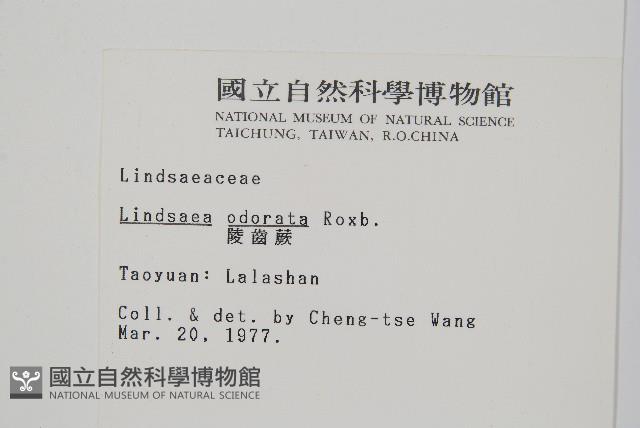 國立自然科學博物館
NATIONAL MUSEUM OF NATURAL SCIENCE
TAICHUNG, TAIWAN, R.O.CHINA
Lindsaeaceae
Lindsaea odorata Roxb.
陵齒蕨
Taoyuan: Lalashan
Coll. & det. by Cheng-tse Wang
Mar. 20, 1977.
國立自然科學博物館
NATIONAL MUSEUM OF NATURAL SCIENCE